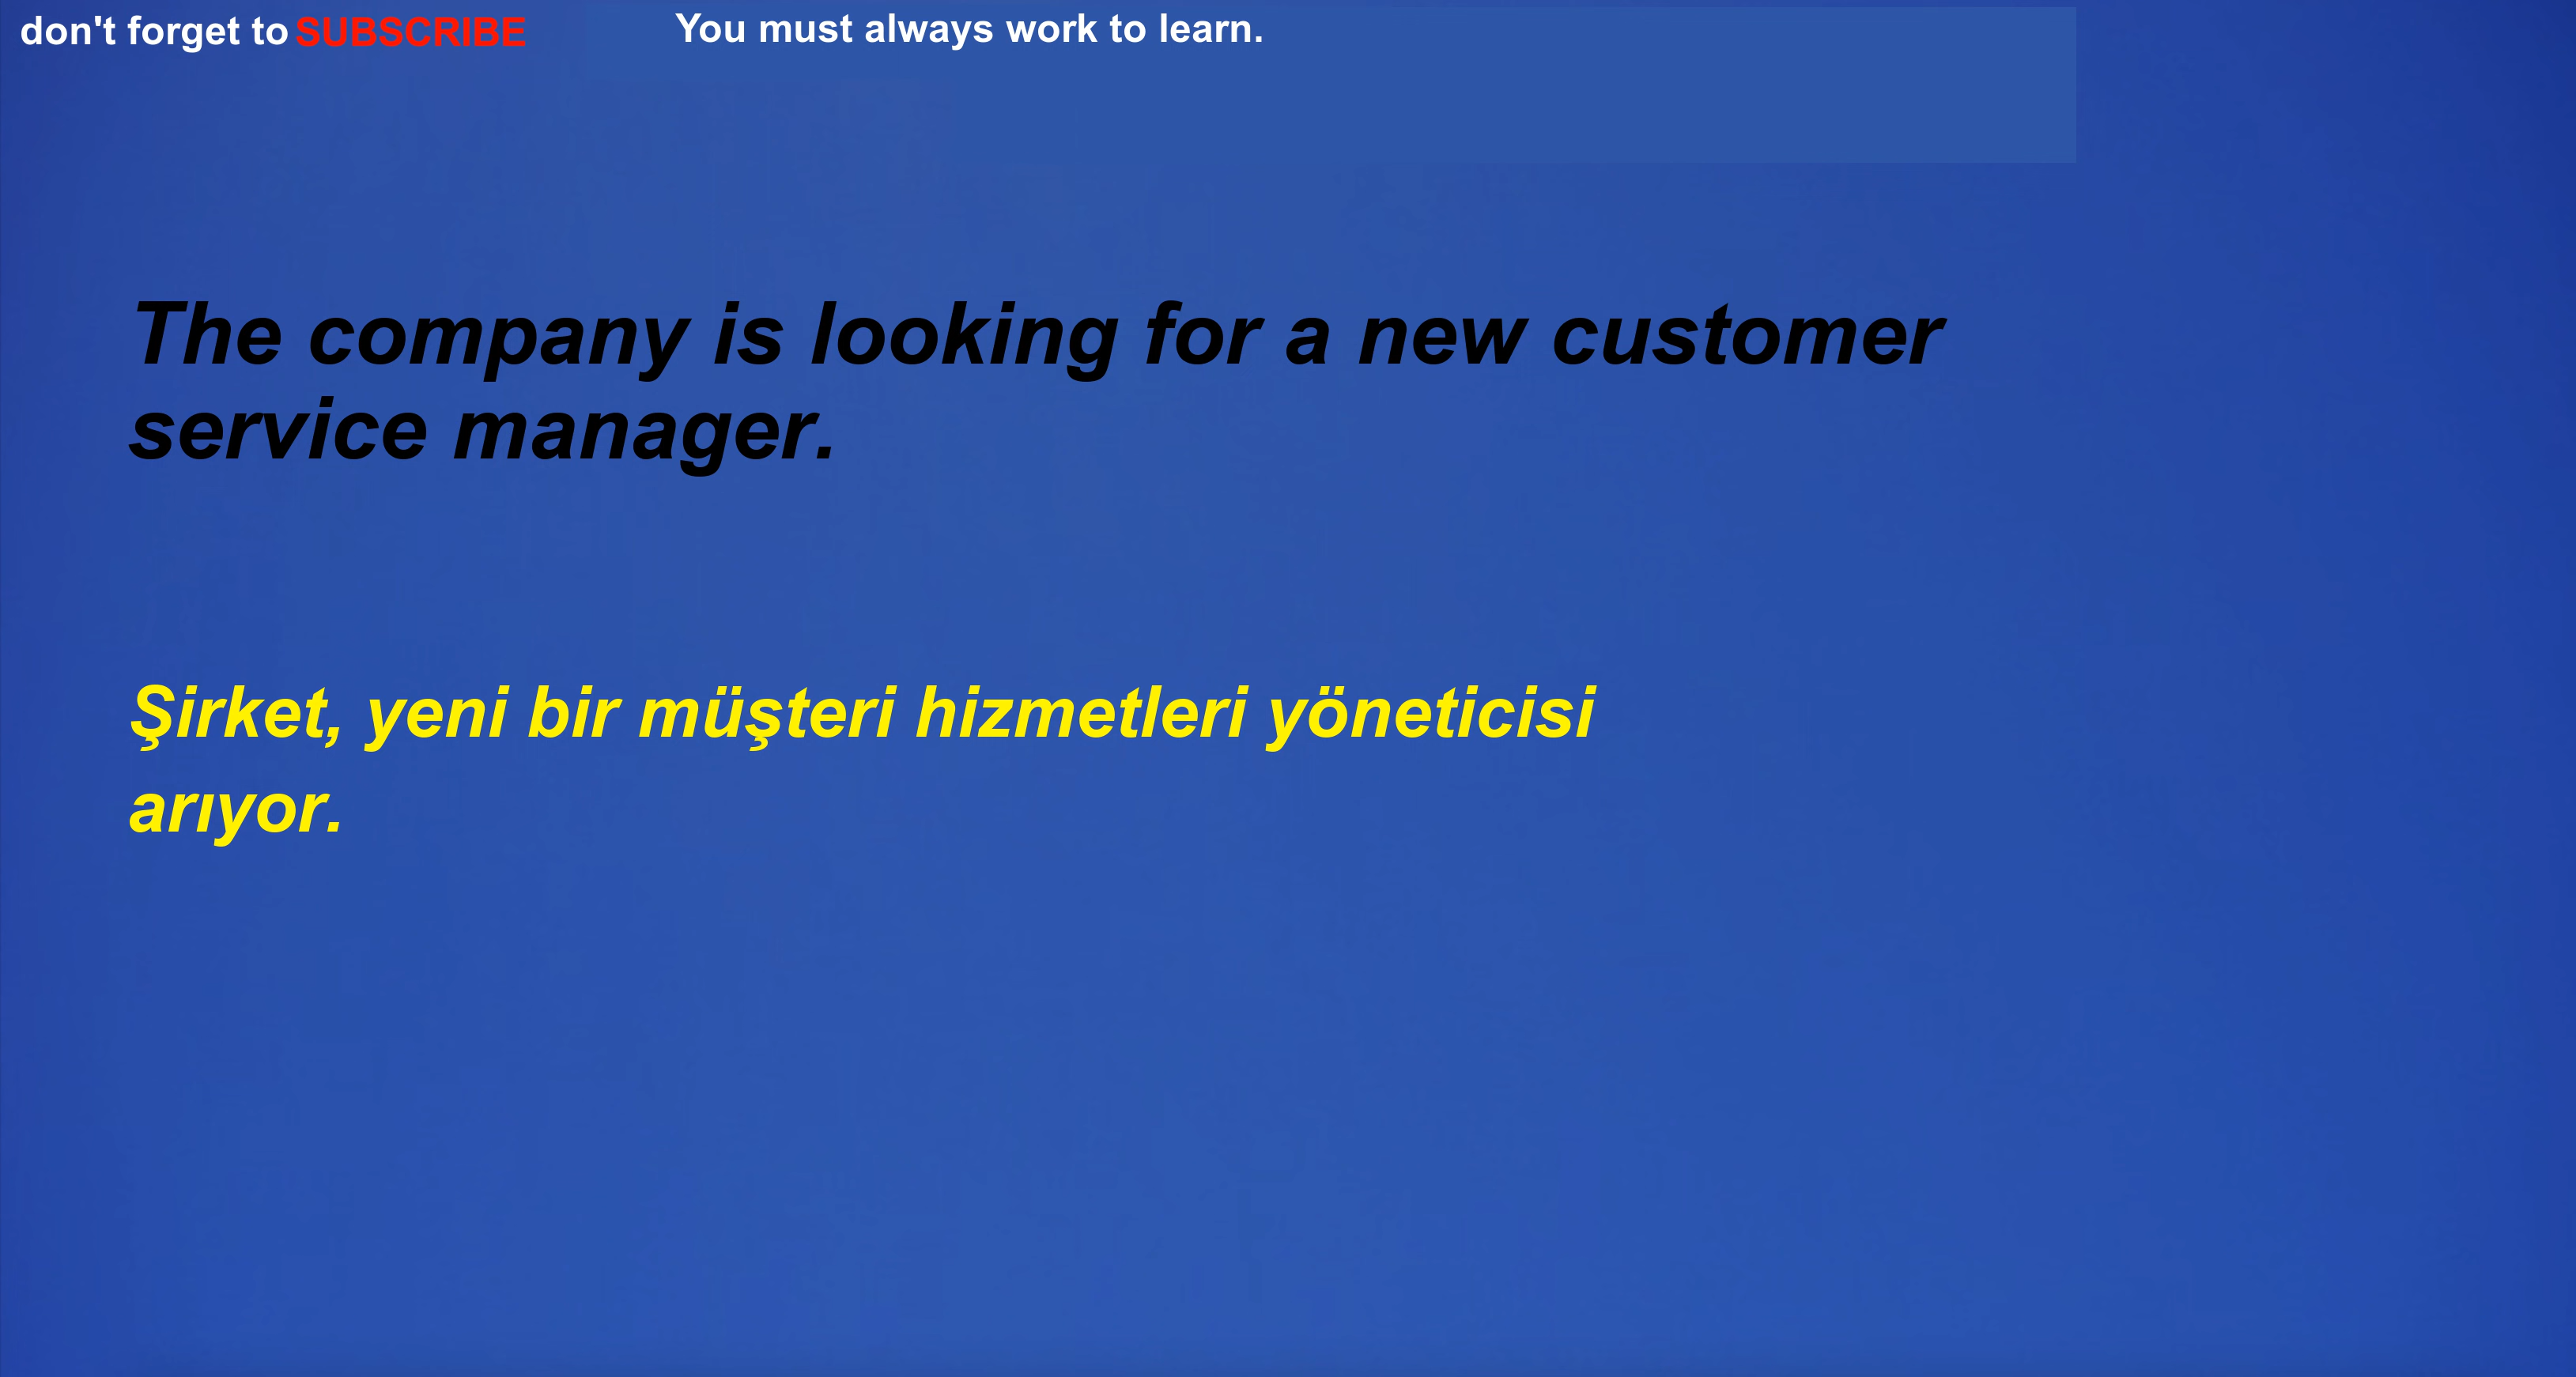 don't forget to SUBSCRIBE
You must always work to learn.
The company is looking for a new customer
service manager.
Şirket, yeni bir müşteri hizmetleri yöneticisi
arıyor.